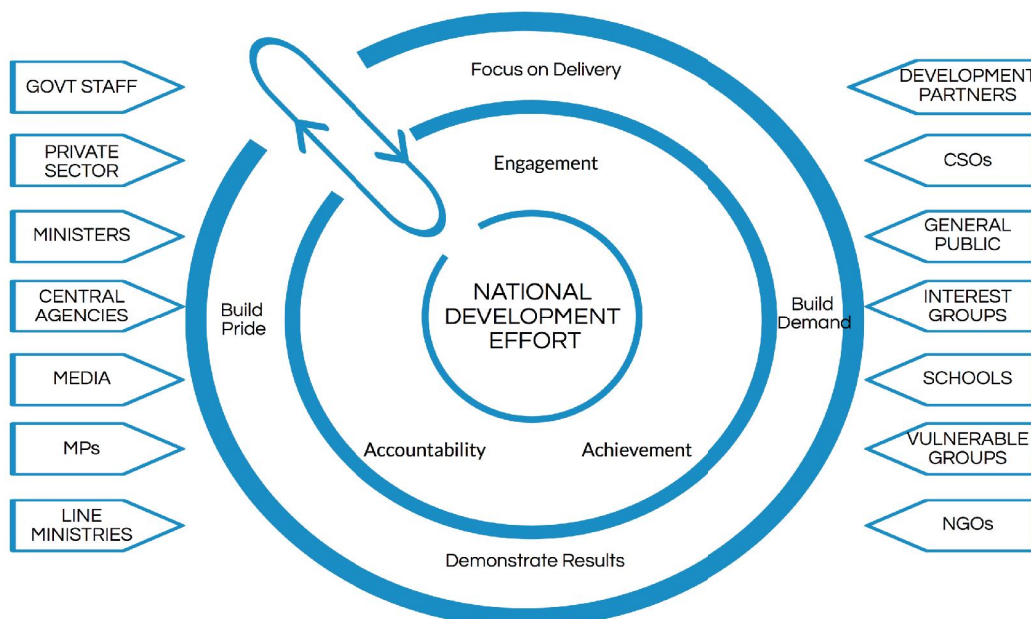 GOVT STAFF
PRIVATE
SECTOR
MINISTERS
CENTRAL
AGENCIES
MEDIA
MPs
LINE
MINISTRIES
Focus on Delivery
Engagement
NATIONAL
DEVELOPMENT
EFFORT
Build
Pride
Build
Demand
Accountability
Achievement
Demonstrate Results
DEVELOPMENT
PARTNERS
CSOs
GENERAL
PUBLIC
INTEREST
GROUPS
SCHOOLS
VULNERABLE
GROUPS
NGOs